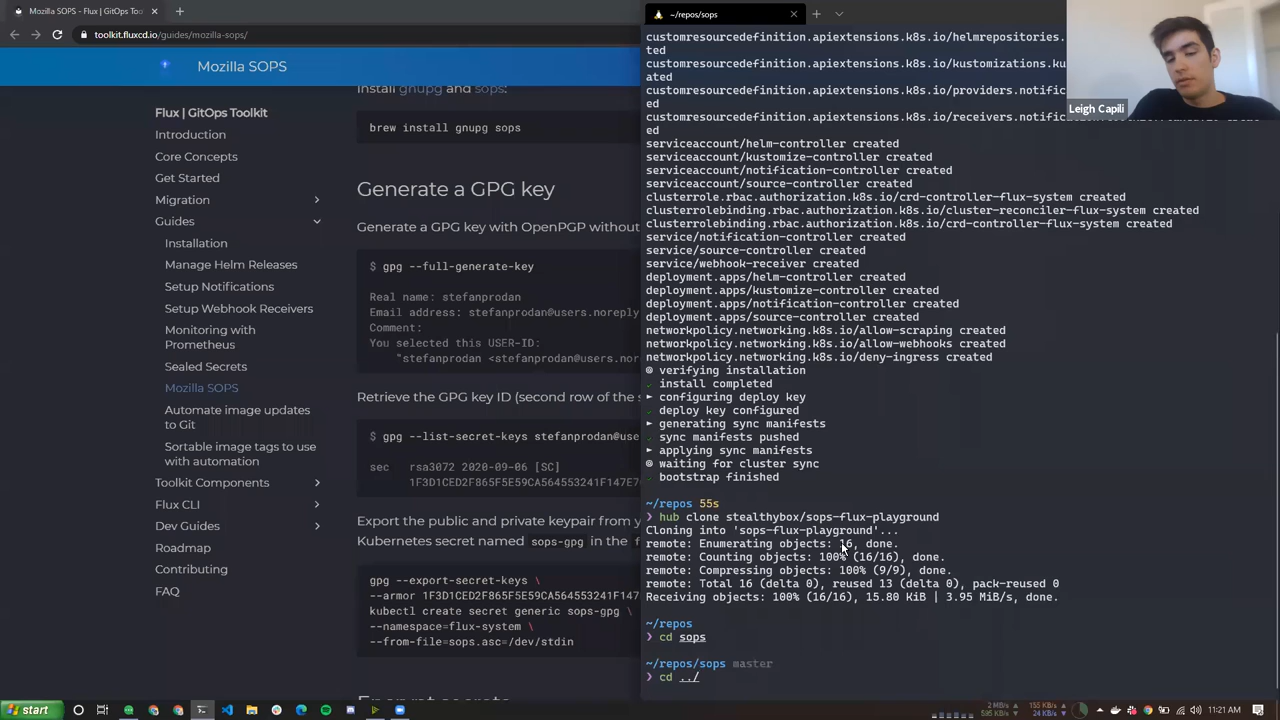 Mozilla SOPS - Flux | GitOps Too
toolkit.fluxcd.io/guides/mozilla-sops/
Mozilla SOPS
Flux | GitOps Toolkit
Introduction
Core Concepts
Get Started
Migration
Guides
Installation
Manage Helm Releases
Setup Notifications
Setup Webhook Receivers
Monitoring with
Prometheus
Sealed Secrets
Mozilla SOPS
Automate image updates
to Git
Sortable image tags to use
with automation
Toolkit Components
Flux CLI
Dev Guides
Roadmap
Contributing
FAQ
Install gnupg and sops:
brew install gnupg sops
Generate a GPG key
Generate a GPG key with OpenPGP without
$ gpg --full-generate-key
Real name: stefanprodan
Email address: stefanprodan@users.noreply
Comment:
You selected this USER-ID:
"stefanprodan <stefanprodan@users.nore
Retrieve the GPG key ID (second row of the s
$ gpg --list-secret-keys stefanprodan@use
sec rsa3072 2020-09-06 [SC]
1F3D1CED2F865F5E59CA564553241F147E7
Export the public and private keypair from y
Kubernetes secret named sops-gpg in the f
gpg --export-secret-keys \
--armor 1F3D1CED2F865F5E59CA564553241F14
kubectl create secret generic sops-gpg \
--namespace=flux-system \
--from-file=sops.asc=/dev/stdin
Encrypt secrets
~/repos/sops
customresourcedefinition.apiextensions.k8s.io/helmrepositories.
ted
customresourcedefinition.apiextensions.k8s.io/kustomizations.ku
ated
customresourcedefinition.apiextensions.k8s.io/providers.notific
ed
customresourcedefinition.apiextensions.k8s.io/receivers.notific
ed
serviceaccount/helm-controller created
serviceaccount/kustomize-controller created
serviceaccount/notification-controller created
serviceaccount/source-controller created
clusterrole.rbac.authorization.k8s.io/crd-controller-flux-system created
clusterrolebinding.rbac.authorization.k8s.io/cluster-reconciler-flux-system created
clusterrolebinding.rbac.authorization.k8s.io/crd-controller-flux-system created
service/notification-controller created
service/source-controller created
service/webhook-receiver created
deployment.apps/helm-controller created
deployment.apps/kustomize-controller created
deployment.apps/notification-controller created
deployment.apps/source-controller created
networkpolicy.networking.k8s.io/allow-scraping created
networkpolicy.networking.k8s.io/allow-webhooks created
networkpolicy.networking.k8s.io/deny-ingress created
◎ verifying installation
✓ install completed
► configuring deploy key
✓ deploy key configured
► generating sync manifests
✓ sync manifests pushed
► applying sync manifests
◎ waiting for cluster sync
✓ bootstrap finished
~/repos 55s
❯ hub clone stealthybox/sops-flux-playground
Cloning into 'sops-flux-playground'...
remote: Enumerating objects: 16, done.
remote: Counting objects: 100% (16/16), done.
remote: Compressing objects: 100% (9/9), done.
remote: Total 16 (delta 0), reused 13 (delta 0), pack-reused 0
Receiving objects: 100% (16/16), 15.80 KiB | 3.95 MiB/s, done.
~/repos
❯ cd sops
~/repos/sops master
❯ cd ../
Leigh Capili
start
2 MB/s
595 KB/s
155 KB/s
24 KB/s
11:21 AM